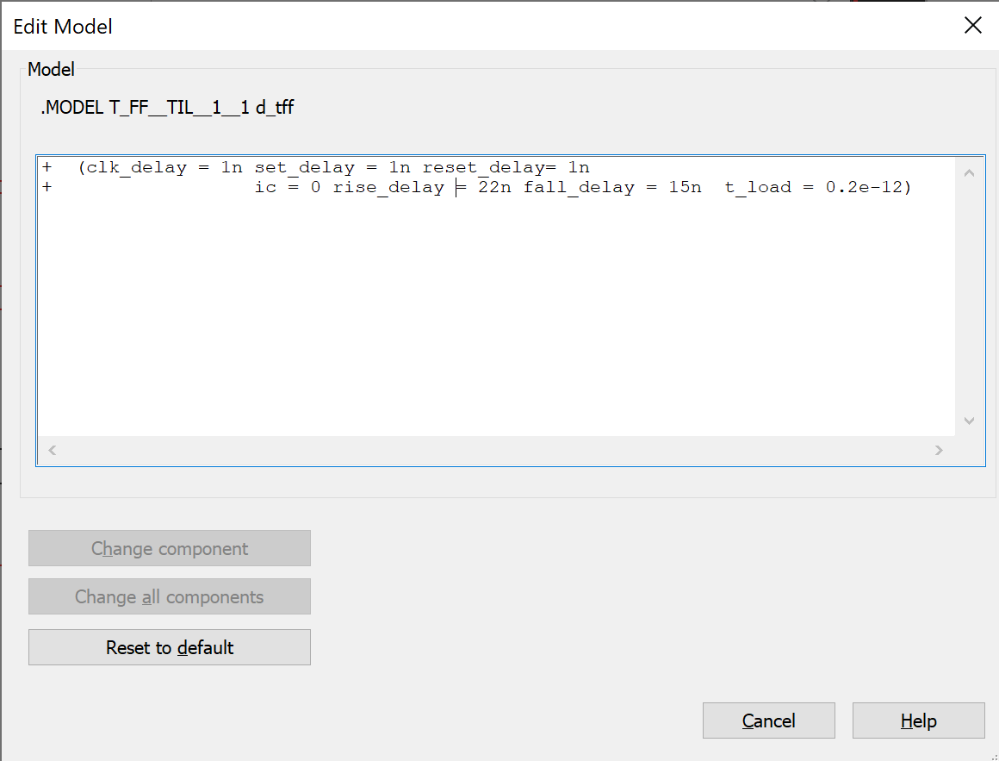 Edit Model
Model
.MODEL T_FF__TIL__1__1 d_tff
+ (clk_delay = 1n set_delay = 1n reset_delay= 1n
+ ic = 0 rise_delay = 22n fall_delay = 15n t_load = 0.2e-12)
Change component
Change all components
Reset to default
Cancel Help